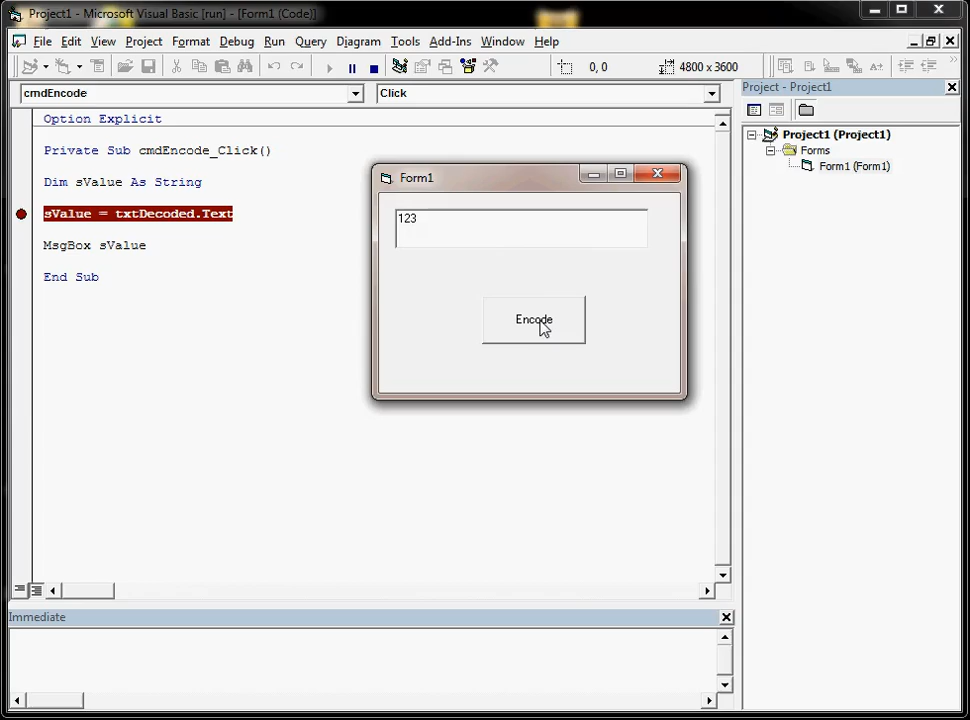 Project1 - Microsoft Visual Basic [run] - [Form1 (Code)]
File Edit View Project Format Debug Run Query Diagram Tools Add-Ins Window Help
0, 0 4800 x 3600
cmdEncode Click
Project - Project1
Option Explicit
Private Sub cmdEncode_Click()
Dim sValue As String
sValue = txtDecoded.Text
MsgBox sValue
End Sub
Form1
123
Encode
Project1 (Project1)
Forms
Form1 (Form1)
Immediate